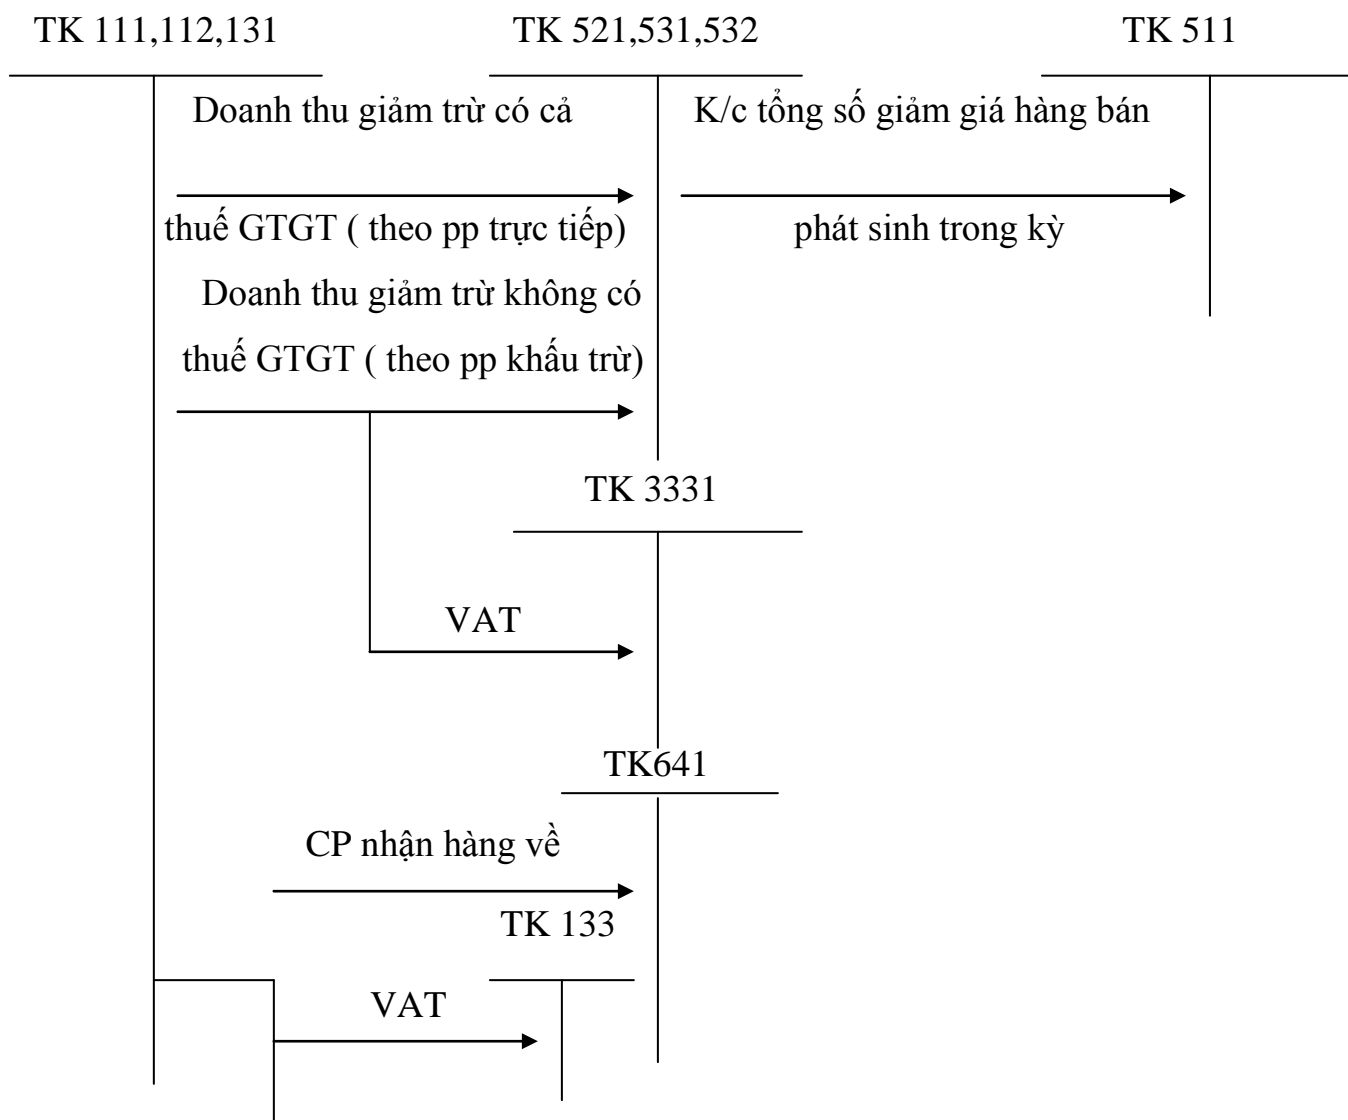 TK 111,112,131 TK 521,531,532 TK 511
Doanh thu giảm trừ có cả K/c tổng số giảm giá hàng bán
thuế GTGT ( theo pp trực tiếp) phát sinh trong kỳ
Doanh thu giảm trừ không có
thuế GTGT ( theo pp khấu trừ)
TK 3331
VAT
TK641
CP nhận hàng về
TK 133
VAT